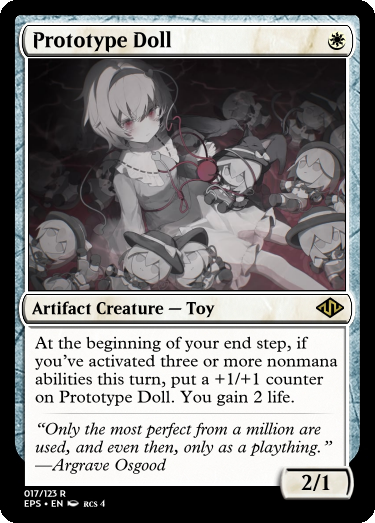 Prototype Doll
Artifact Creature — Toy
At the beginning of your end step, if
you've activated three or more nonmana
abilities this turn, put a +1/+1 counter
on Prototype Doll. You gain 2 life.
“Only the most perfect from a million are
used, and even then, only as a plaything.”
—Argrave Osgood
2/1
017/123 R
EPS • EN RCS 4